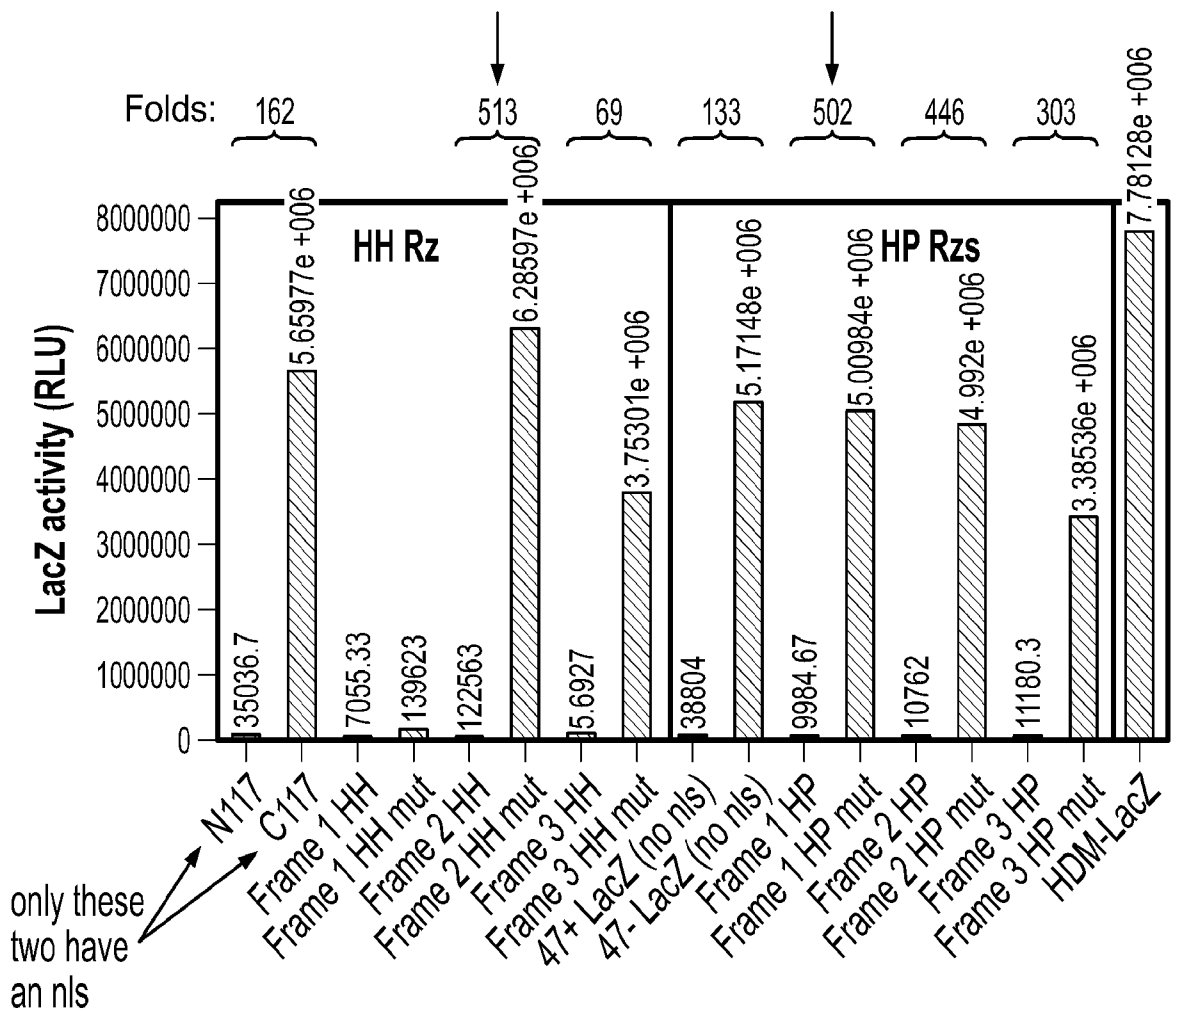 Folds: 162 513 69 133 502 446 303
HH Rz
HP Rzs
LacZ activity (RLU)
8000000
7000000
6000000
5000000
4000000
3000000
2000000
1000000
0
35036.7
5.65977e +006
7055.33
139623
122563
6.28597e +006
5.6927
3.75301e +006
38804
5.17148e +006
9984.67
5.00984e +006
10762
4.992e +006
11180.3
3.38536e +006
7.78128e +006
N117
C117
Frame 1 HH
Frame 1 HH mut
Frame 2 HH
Frame 2 HH mut
Frame 3 HH
Frame 3 HH mut
47+ LacZ (no nls)
47- LacZ (no nls)
Frame 1 HP
Frame 1 HP mut
Frame 2 HP
Frame 2 HP mut
Frame 3 HP
Frame 3 HP mut
HDM-LacZ
only these
two have
an nls